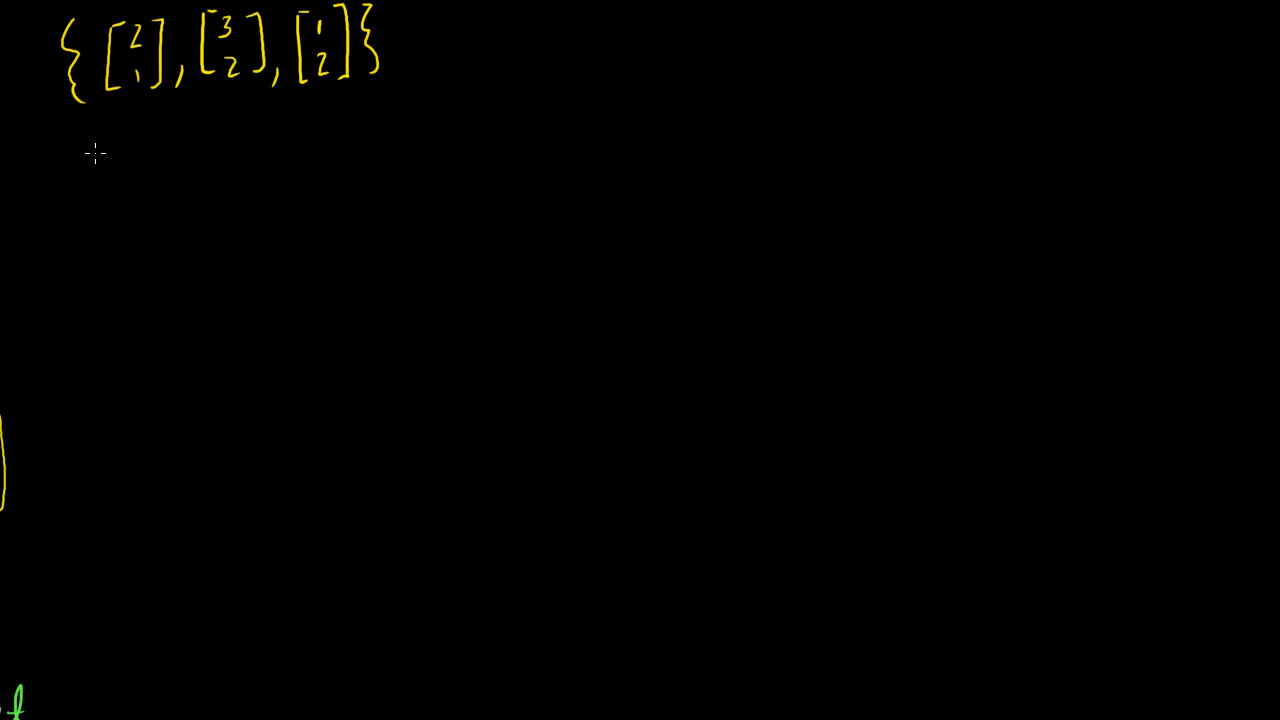 { [ 2 1 ] , [ 3 2 ] , [ 1 2 ] }